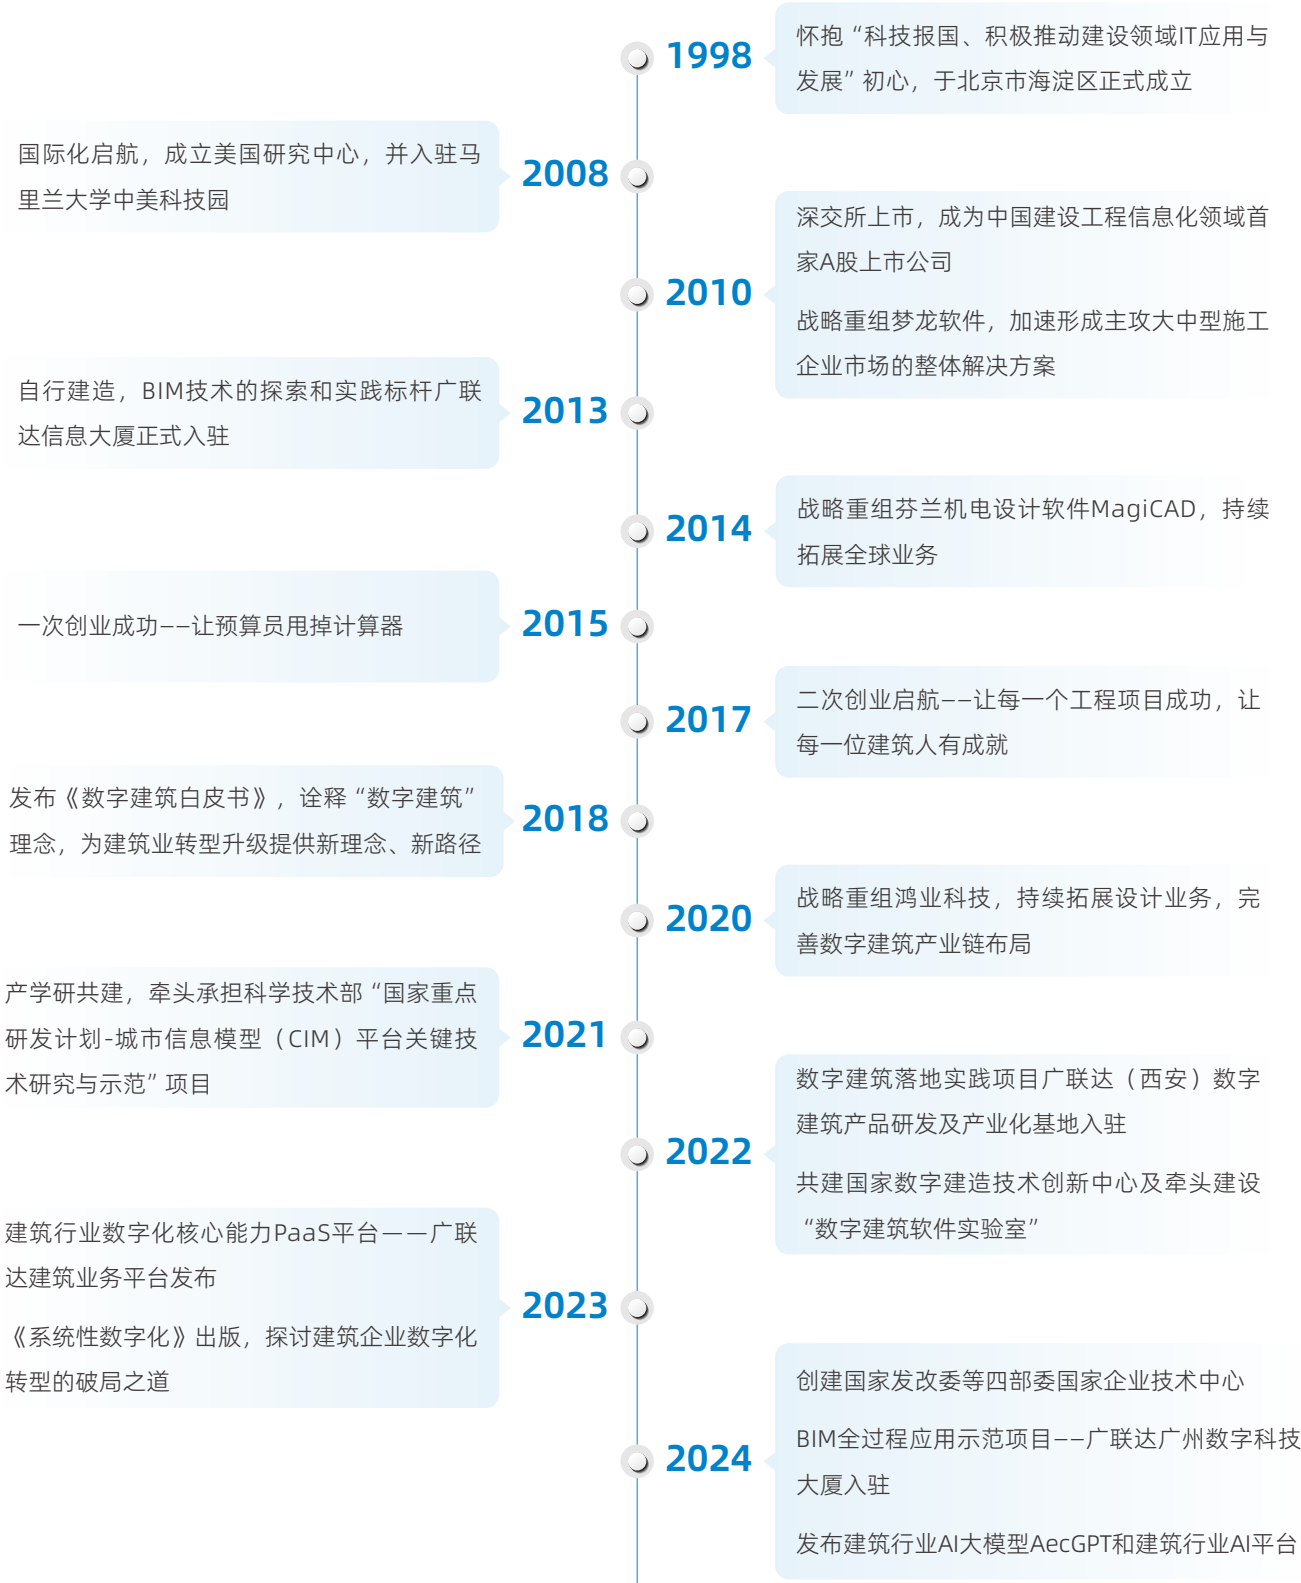 1998
怀抱“科技报国、积极推动建设领域IT应用与
发展”初心，于北京市海淀区正式成立
国际化启航，成立美国研究中心，并入驻马
里兰大学中美科技园
2008
深交所上市，成为中国建设工程信息化领域首
家A股上市公司
战略重组梦龙软件，加速形成主攻大中型施工
企业市场的整体解决方案
2010
自行建造，BIM技术的探索和实践标杆广联
达信息大厦正式入驻
2013
2014
战略重组芬兰机电设计软件MagiCAD，持续
拓展全球业务
一次创业成功——让预算员甩掉计算器
2015
2017
二次创业启航——让每一个工程项目成功，让
每一位建筑人有成就
发布《数字建筑白皮书》，诠释“数字建筑”
理念，为建筑业转型升级提供新理念、新路径
2018
2020
战略重组鸿业科技，持续拓展设计业务，完
善数字建筑产业链布局
产学研共建，牵头承担科学技术部“国家重点
研发计划-城市信息模型（CIM）平台关键技
术研究与示范”项目
2021
2022
数字建筑落地实践项目广联达（西安）数字
建筑产品研发及产业化基地入驻
共建国家数字建造技术创新中心及牵头建设
“数字建筑软件实验室”
建筑行业数字化核心能力PaaS平台——广联
达建筑业务平台发布
《系统性数字化》出版，探讨建筑企业数字化
转型的破局之道
2023
2024
创建国家发改委等四部委国家企业技术中心
BIM全过程应用示范项目——广联达广州数字科技
大厦入驻
发布建筑行业AI大模型AecGPT和建筑行业AI平台